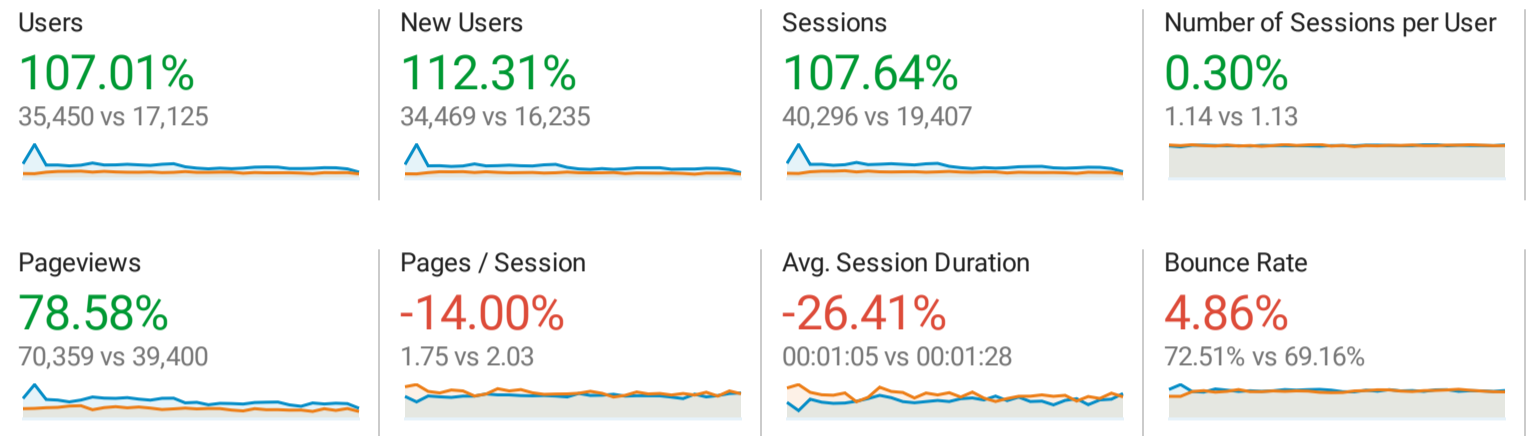 Users
107.01%
35,450 vs 17,125
New Users
112.31%
34,469 vs 16,235
Sessions
107.64%
40,296 vs 19,407
Number of Sessions per User
0.30%
1.14 vs 1.13
Pageviews
78.58%
70,359 vs 39,400
Pages / Session
-14.00%
1.75 vs 2.03
Avg. Session Duration
-26.41%
00:01:05 vs 00:01:28
Bounce Rate
4.86%
72.51% vs 69.16%